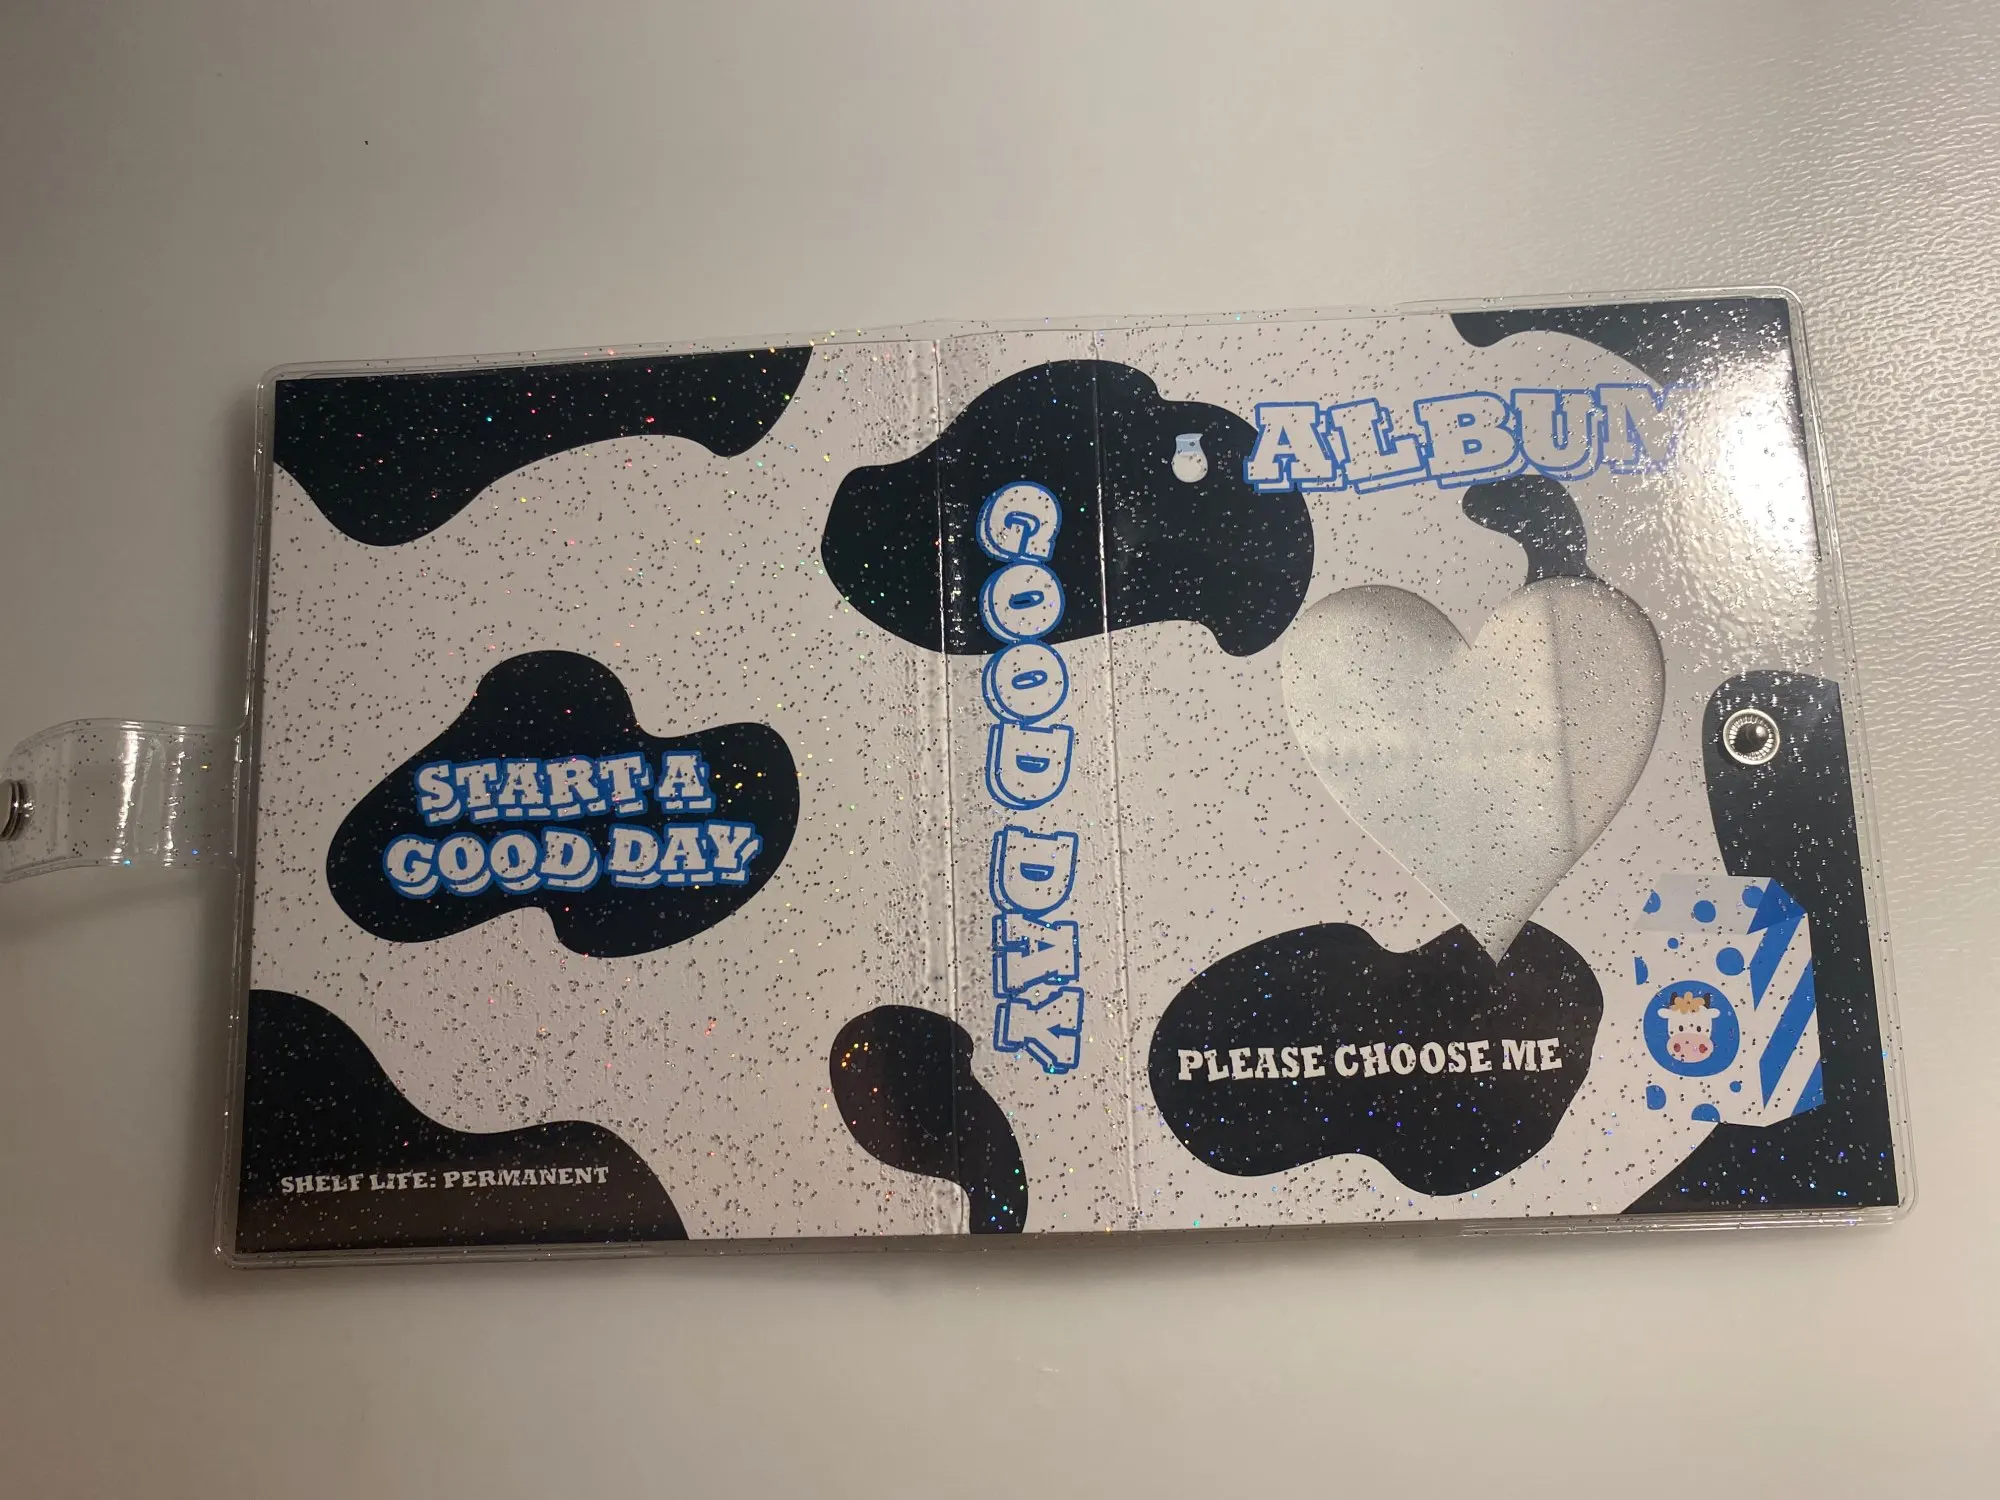 START A
GOOD DAY
SHELF LIFE: PERMANENT
GOOD DAY
ALBUM
PLEASE CHOOSE ME